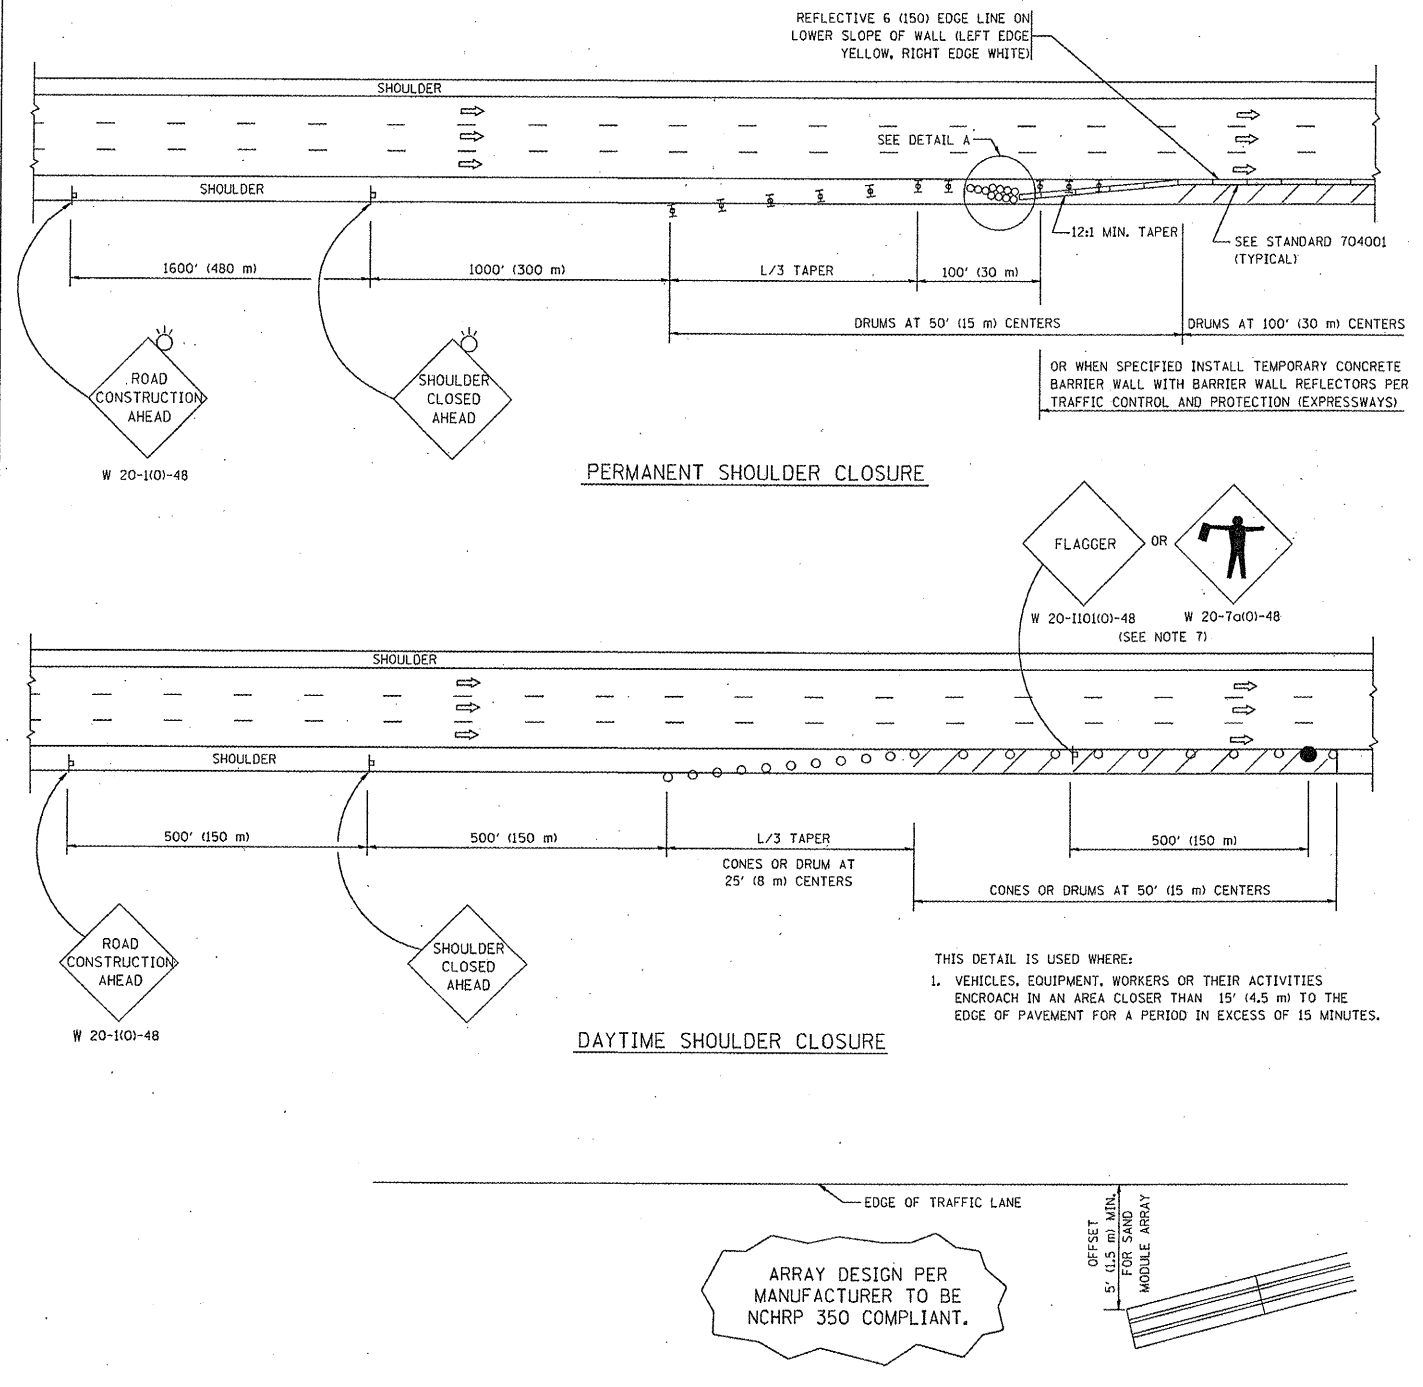 REFLECTIVE 6 (150) EDGE LINE ON
LOWER SLOPE OF WALL (LEFT EDGE
YELLOW, RIGHT EDGE WHITE)
SHOULDER
SEE DETAIL A
SHOULDER
12:1 MIN. TAPER
SEE STANDARD 704001
(TYPICAL)
1600' (480 m)
1000' (300 m)
L/3 TAPER
100' (30 m)
DRUMS AT 50' (15 m) CENTERS
DRUMS AT 100' (30 m) CENTERS
OR WHEN SPECIFIED INSTALL TEMPORARY CONCRETE
BARRIER WALL WITH BARRIER WALL REFLECTORS PER
TRAFFIC CONTROL AND PROTECTION (EXPRESSWAYS)
ROAD
CONSTRUCTION
AHEAD
SHOULDER
CLOSED
AHEAD
W 20-1(O)-48
PERMANENT SHOULDER CLOSURE
FLAGGER
OR
W 20-I101(O)-48
W 20-7a(O)-48
(SEE NOTE 7)
SHOULDER
SHOULDER
500' (150 m)
500' (150 m)
L/3 TAPER
CONES OR DRUM AT
25' (8 m) CENTERS
500' (150 m)
CONES OR DRUMS AT 50' (15 m) CENTERS
ROAD
CONSTRUCTION
AHEAD
SHOULDER
CLOSED
AHEAD
W 20-1(O)-48
THIS DETAIL IS USED WHERE:
1. VEHICLES, EQUIPMENT, WORKERS OR THEIR ACTIVITIES
ENCROACH IN AN AREA CLOSER THAN 15' (4.5 m) TO THE
EDGE OF PAVEMENT FOR A PERIOD IN EXCESS OF 15 MINUTES.
DAYTIME SHOULDER CLOSURE
EDGE OF TRAFFIC LANE
OFFSET
5' (1.5 m) MIN.
FOR SAND
MODULE ARRAY
ARRAY DESIGN PER
MANUFACTURER TO BE
NCHRP 350 COMPLIANT.